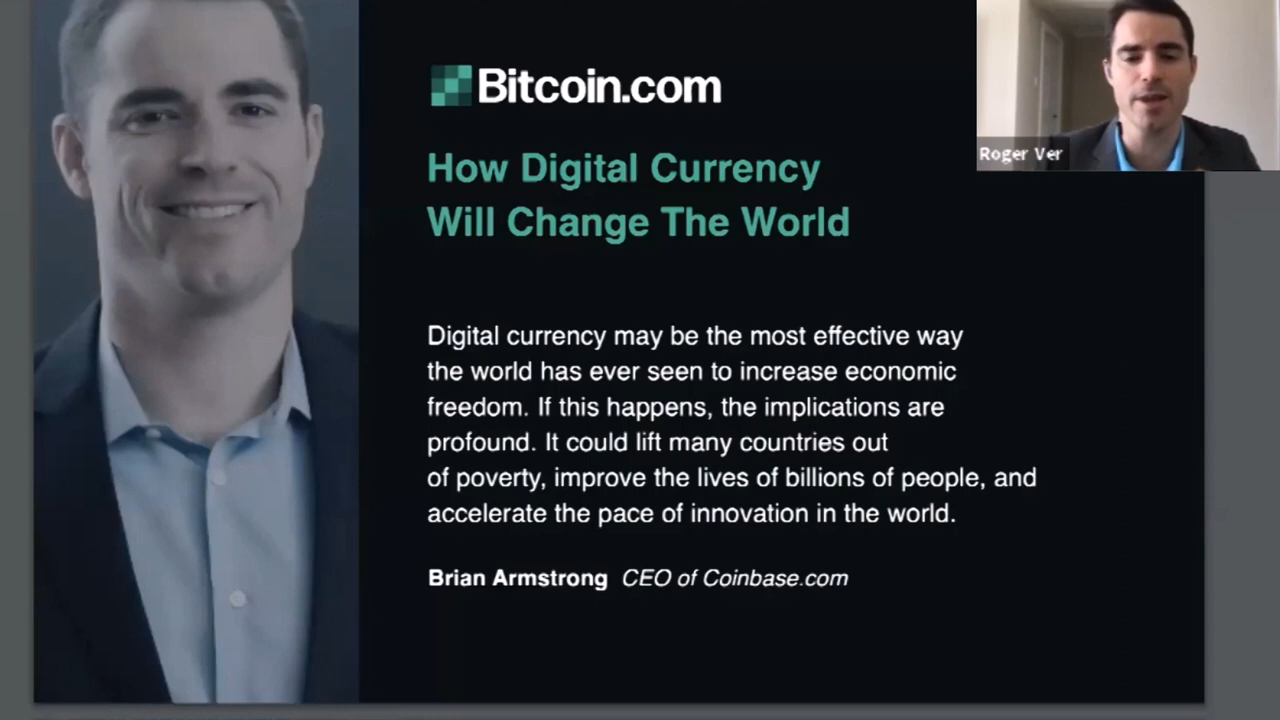 Bitcoin.com
Roger Ver
How Digital Currency
Will Change The World
Digital currency may be the most effective way
the world has ever seen to increase economic
freedom. If this happens, the implications are
profound. It could lift many countries out
of poverty, improve the lives of billions of people, and
accelerate the pace of innovation in the world.
Brian Armstrong CEO of Coinbase.com